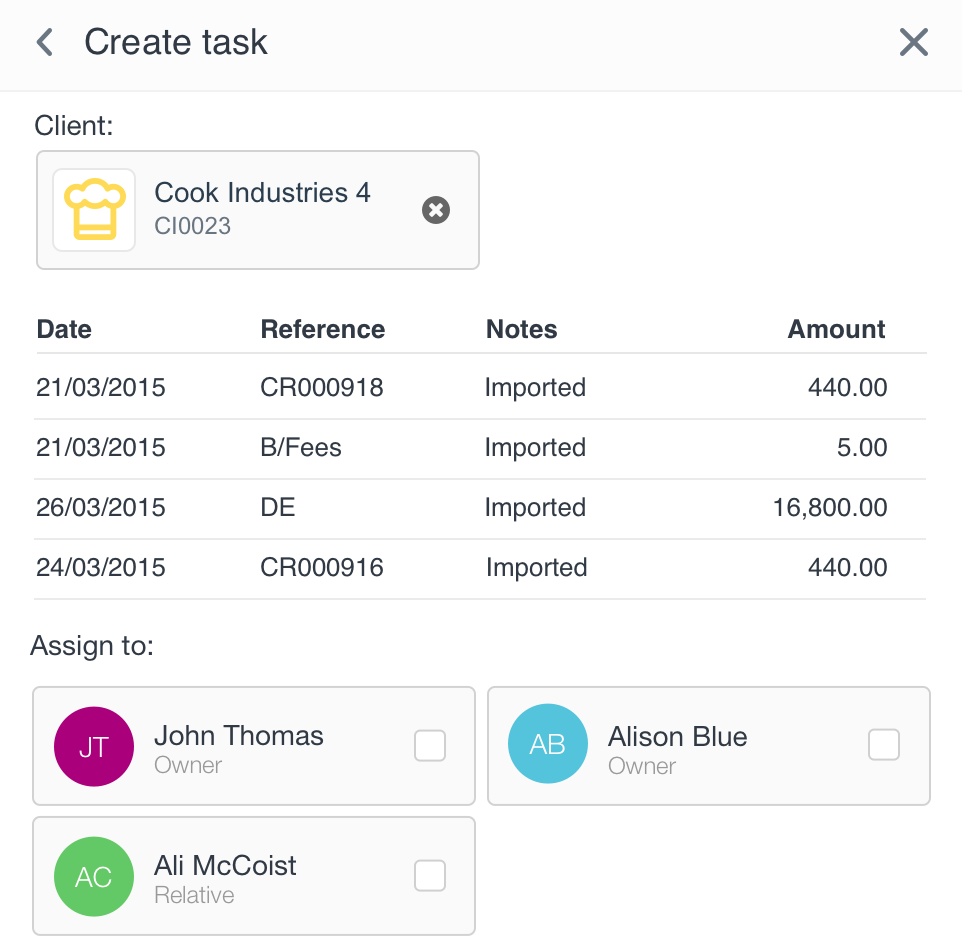 Create task
Client:
Cook Industries 4
CI0023
Date Reference Notes Amount
21/03/2015 CR000918 Imported 440.00
21/03/2015 B/Fees Imported 5.00
26/03/2015 DE Imported 16,800.00
24/03/2015 CR000916 Imported 440.00
Assign to:
JT John Thomas
Owner
AB Alison Blue
Owner
AC Ali McCoist
Relative